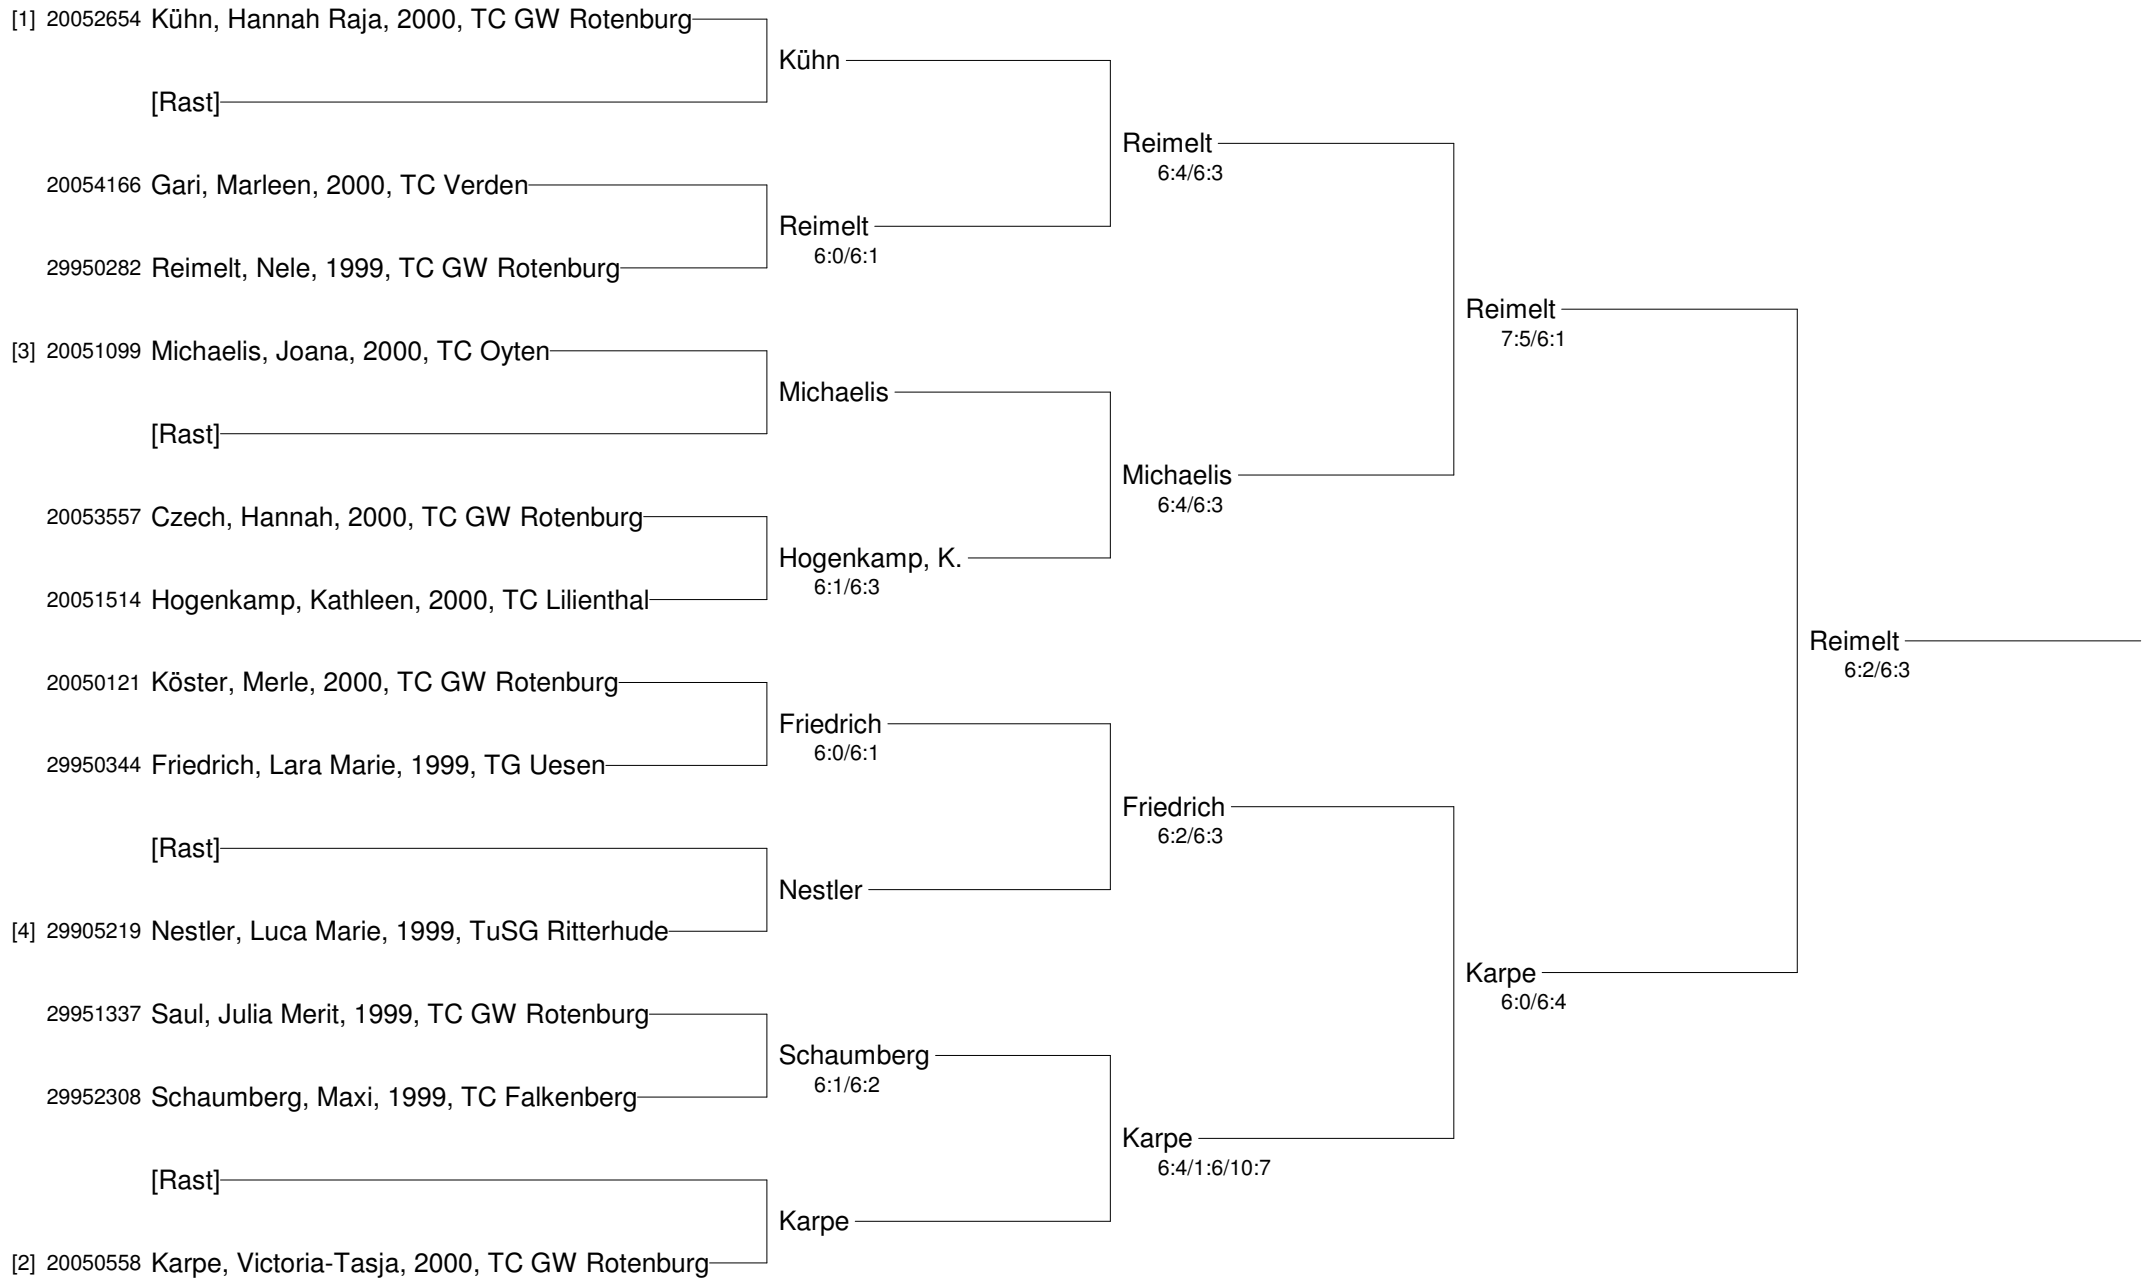 [1] 20052654 Kühn, Hannah Raja, 2000, TC GW Rotenburg
Kühn
[Rast]
Reimelt
6:4/6:3
20054166 Gari, Marleen, 2000, TC Verden
Reimelt
6:0/6:1
29950282 Reimelt, Nele, 1999, TC GW Rotenburg
Reimelt
7:5/6:1
[3] 20051099 Michaelis, Joana, 2000, TC Oyten
Michaelis
[Rast]
Michaelis
6:4/6:3
20053557 Czech, Hannah, 2000, TC GW Rotenburg
Hogenkamp, K.
6:1/6:3
20051514 Hogenkamp, Kathleen, 2000, TC Lilienthal
Reimelt
6:2/6:3
20050121 Köster, Merle, 2000, TC GW Rotenburg
Friedrich
6:0/6:1
29950344 Friedrich, Lara Marie, 1999, TG Uesen
Friedrich
6:2/6:3
[Rast]
Nestler
[4] 29905219 Nestler, Luca Marie, 1999, TuSG Ritterhude
Karpe
6:0/6:4
29951337 Saul, Julia Merit, 1999, TC GW Rotenburg
Schaumberg
6:1/6:2
29952308 Schaumberg, Maxi, 1999, TC Falkenberg
Karpe
6:4/1:6/10:7
[Rast]
Karpe
[2] 20050558 Karpe, Victoria-Tasja, 2000, TC GW Rotenburg